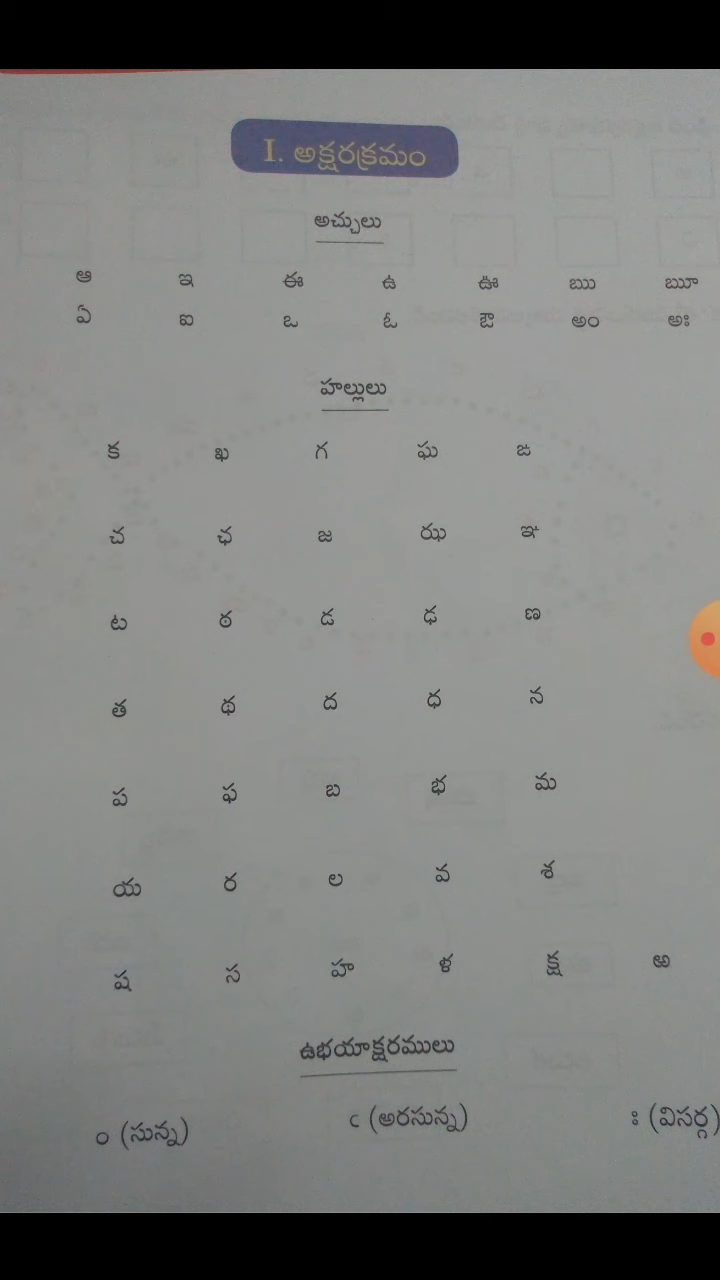 I. అక్షరక్రమం
అచ్చులు
ఆ ఇ ఈ ఉ ఊ ఋ ౠ
ఏ ఐ ఒ ఓ ఔ అం అః
హల్లులు
క ఖ గ ఘ ఙ
చ ఛ జ ఝ ఞ
ట ఠ డ ఢ ణ
త థ ద ధ న
ప ఫ బ భ మ
య ర ల వ శ
ష స హ ళ క్ష ఱ
ఉభయాక్షరములు
ం (సున్న) ఁ (అరసున్న) ః (విసర్గ)